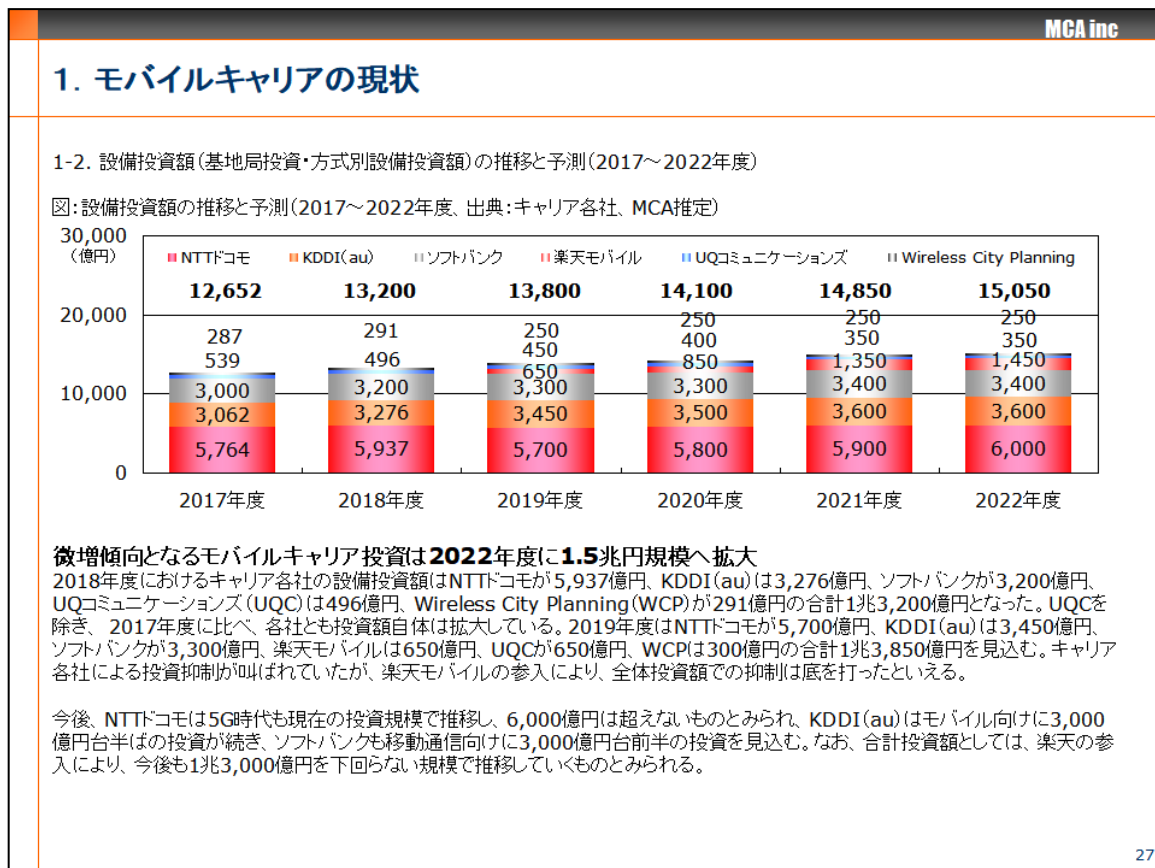 MCA inc
1. モバイルキャリアの現状
1-2. 設備投資額(基地局投資・方式別設備投資額)の推移と予測(2017～2022年度)
図:設備投資額の推移と予測(2017～2022年度、出典:キャリア各社、MCA推定)
30,000
(億円)
NTTドコモ KDDI(au) ソフトバンク 楽天モバイル UQコミュニケーションズ Wireless City Planning
12,652 13,200 13,800 14,100 14,850 15,050
20,000
287 291 250 250 250 250
539 496 450 400 350 350
650 850 1,350 1,450
3,000 3,200 3,300 3,300 3,400 3,400
10,000
3,062 3,276 3,450 3,500 3,600 3,600
5,764 5,937 5,700 5,800 5,900 6,000
0
2017年度 2018年度 2019年度 2020年度 2021年度 2022年度
微増傾向となるモバイルキャリア投資は2022年度に1.5兆円規模へ拡大
2018年度におけるキャリア各社の設備投資額はNTTドコモが5,937億円、KDDI(au)は3,276億円、ソフトバンクが3,200億円、
UQコミュニケーションズ(UQC)は496億円、Wireless City Planning(WCP)が291億円の合計1兆3,200億円となった。UQCを
除き、 2017年度に比べ、各社とも投資額自体は拡大している。2019年度はNTTドコモが5,700億円、KDDI(au)は3,450億円、
ソフトバンクが3,300億円、楽天モバイルは650億円、UQCが650億円、WCPは300億円の合計1兆3,850億円を見込む。キャリア
各社による投資抑制が叫ばれていたが、楽天モバイルの参入により、全体投資額での抑制は底を打ったといえる。
今後、NTTドコモは5G時代も現在の投資規模で推移し、6,000億円は超えないものとみられ、KDDI(au)はモバイル向けに3,000
億円台半ばの投資が続き、ソフトバンクも移動通信向けに3,000億円台前半の投資を見込む。なお、合計投資額としては、楽天の参
入により、今後も1兆3,000億円を下回らない規模で推移していくものとみられる。
27